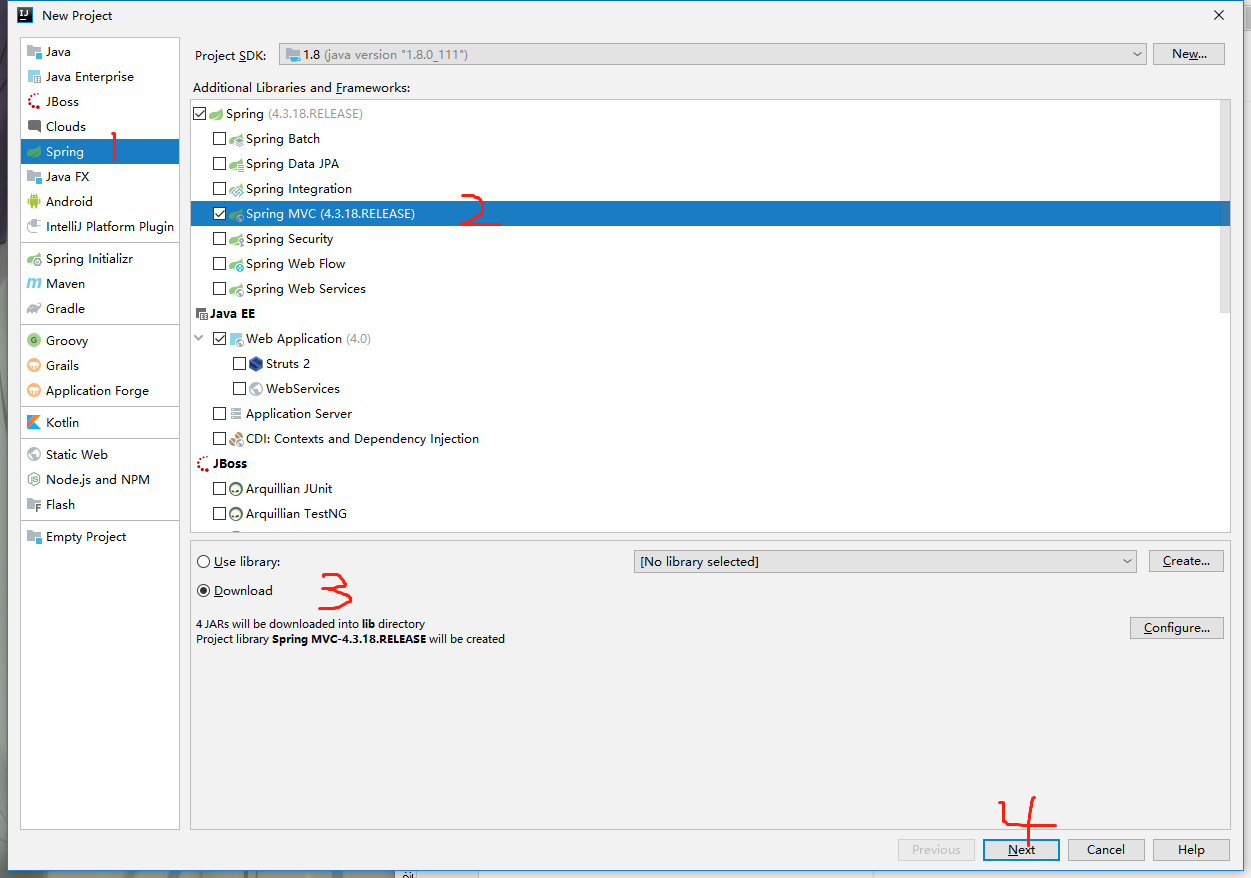 New Project
Java
Java Enterprise
JBoss
Clouds
Spring 1
Java FX
Android
IntelliJ Platform Plugin
Spring Initializr
Maven
Gradle
Groovy
Grails
Application Forge
Kotlin
Static Web
Node.js and NPM
Flash
Empty Project
Project SDK: 1.8 (java version "1.8.0_111") New...
Additional Libraries and Frameworks:
Spring (4.3.18.RELEASE)
Spring Batch
Spring Data JPA
Spring Integration
Spring MVC (4.3.18.RELEASE) 2
Spring Security
Spring Web Flow
Spring Web Services
Java EE
Web Application (4.0)
Struts 2
WebServices
Application Server
CDI: Contexts and Dependency Injection
JBoss
Arquillian JUnit
Arquillian TestNG
Use library: [No library selected] Create...
Download 3
4 JARs will be downloaded into lib directory
Project library Spring MVC-4.3.18.RELEASE will be created
Configure...
4
Previous Next Cancel Help